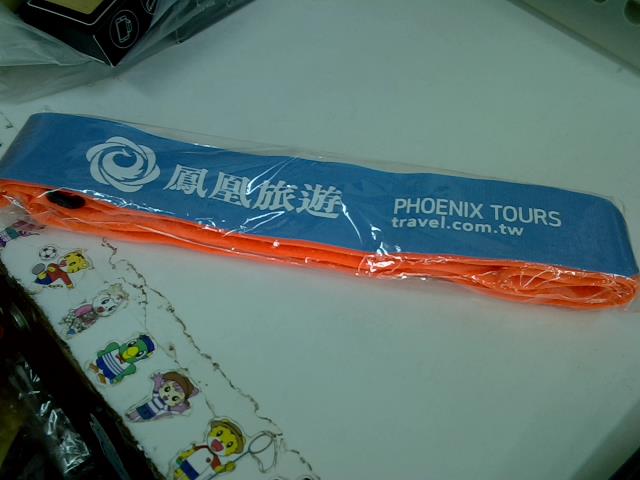 鳳凰旅遊
PHOENIX TOURS
travel.com.tw